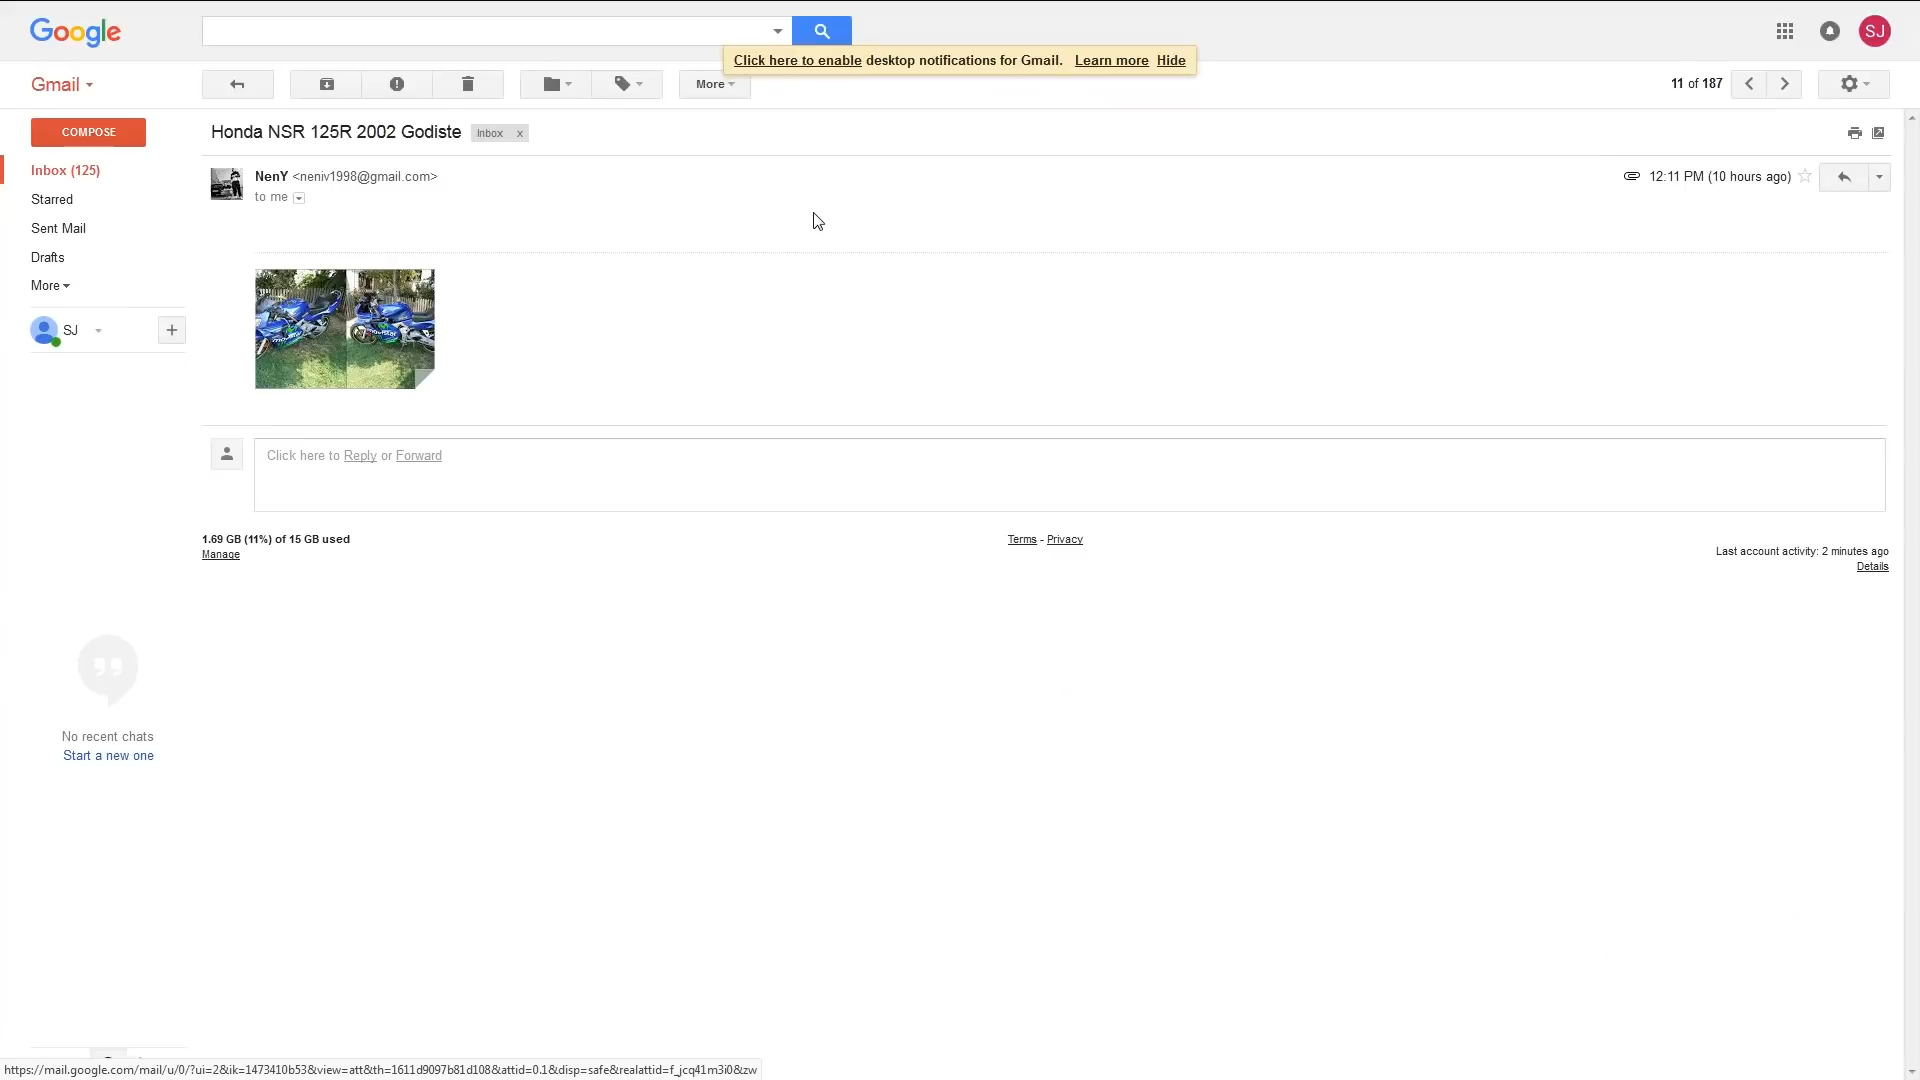 Google
SJ
Click here to enable desktop notifications for Gmail. Learn more Hide
Gmail
More
11 of 187
COMPOSE
Honda NSR 125R 2002 Godiste Inbox x
Inbox (125)
NenY <neniv1998@gmail.com>
12:11 PM (10 hours ago)
to me
Starred
Sent Mail
Drafts
More
SJ
Click here to Reply or Forward
1.69 GB (11%) of 15 GB used
Manage
Terms - Privacy
Last account activity: 2 minutes ago
Details
No recent chats
Start a new one
https://mail.google.com/mail/u/0/?ui=2&ik=1473410b53&view=att&th=1611d9097b81d108&attid=0.1&disp=safe&realattid=f_jcq41m3i0&zw